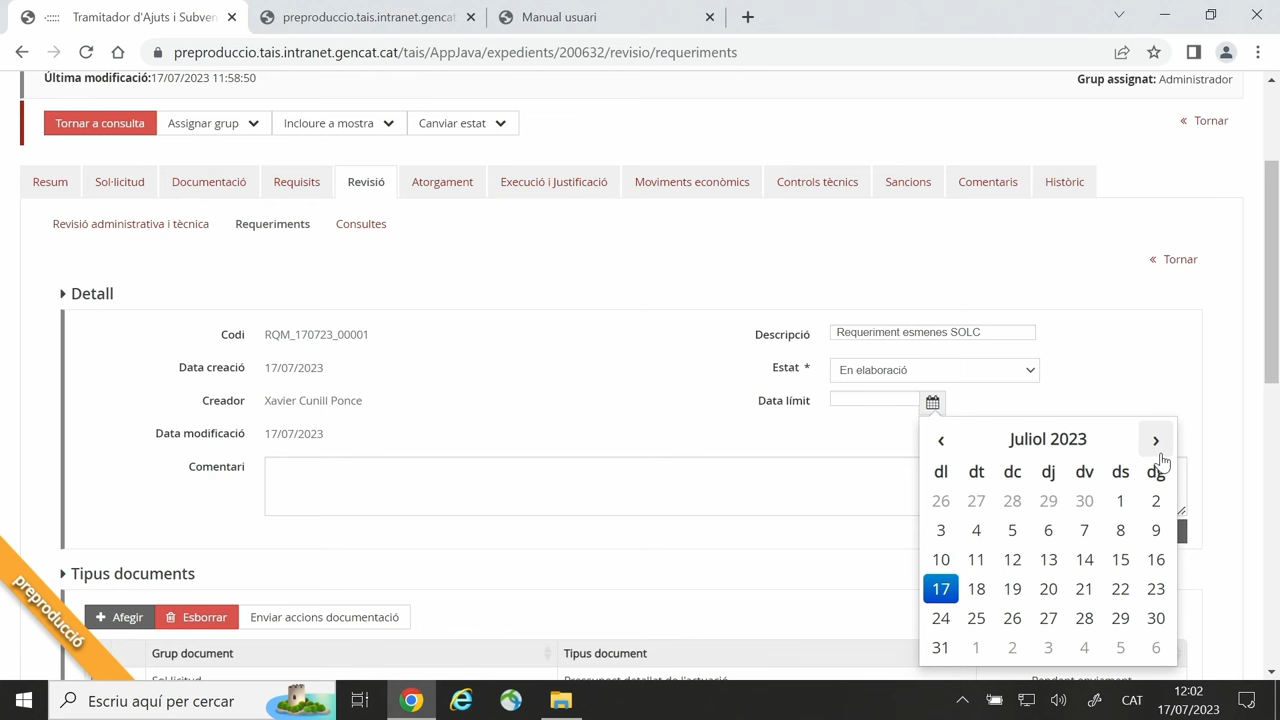 Tramitador d'Ajuts i Subven
preproduccio.tais.intranet.gencat
Manual usuari
preproduccio.tais.intranet.gencat.cat/tais/AppJava/expedients/200632/revisio/requeriments
Última modificació:17/07/2023 11:58:50
Grup assignat: Administrador
Tornar a consulta
Assignar grup
Incloure a mostra
Canviar estat
« Tornar
Resum
Sol·licitud
Documentació
Requisits
Revisió
Atorgament
Execució i Justificació
Moviments econòmics
Controls tècnics
Sancions
Comentaris
Històric
Revisió administrativa i tècnica
Requeriments
Consultes
« Tornar
Detall
Codi RQM_170723_00001
Descripció Requeriment esmenes SOLC
Data creació 17/07/2023
Estat * En elaboració
Creador Xavier Cunill Ponce
Data límit
Data modificació 17/07/2023
Comentari
‹ Juliol 2023 ›
dl dt dc dj dv ds dg
26 27 28 29 30 1 2
3 4 5 6 7 8 9
10 11 12 13 14 15 16
17 18 19 20 21 22 23
24 25 26 27 28 29 30
31 1 2 3 4 5 6
Tipus documents
Afegir
Esborrar
Enviar accions documentació
Grup document
Tipus document
Sol·licitud
Pressupost detallat de l'actuació
Pendent enviament
preproducció
Escriu aquí per cercar
CAT
12:02
17/07/2023